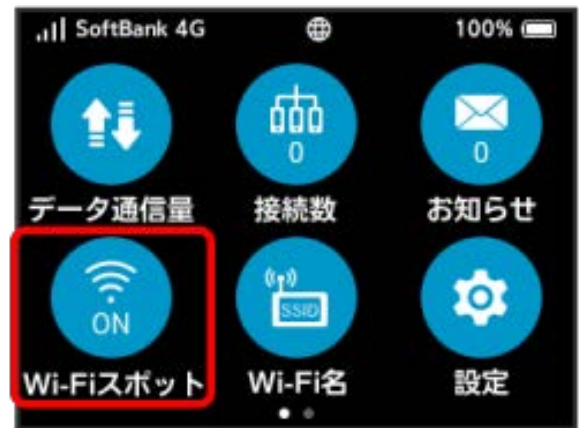 SoftBank 4G 100%
0 0
データ通信量 接続数 お知らせ
ON SSID
Wi-Fiスポット Wi-Fi名 設定